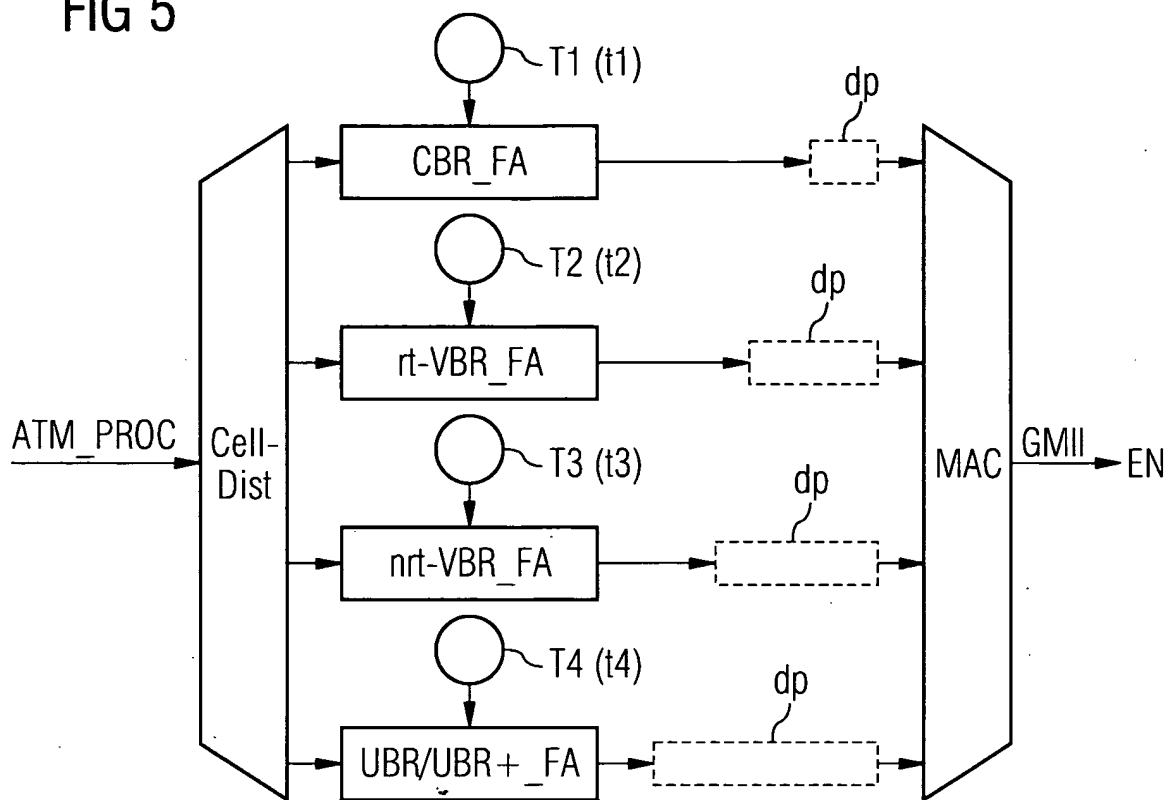 FIG 5
T1 (t1)
dp
CBR_FA
T2 (t2)
dp
rt-VBR_FA
ATM_PROC
Cell-
Dist
T3 (t3)
dp
MAC
GMII
EN
nrt-VBR_FA
T4 (t4)
dp
UBR/UBR+_FA